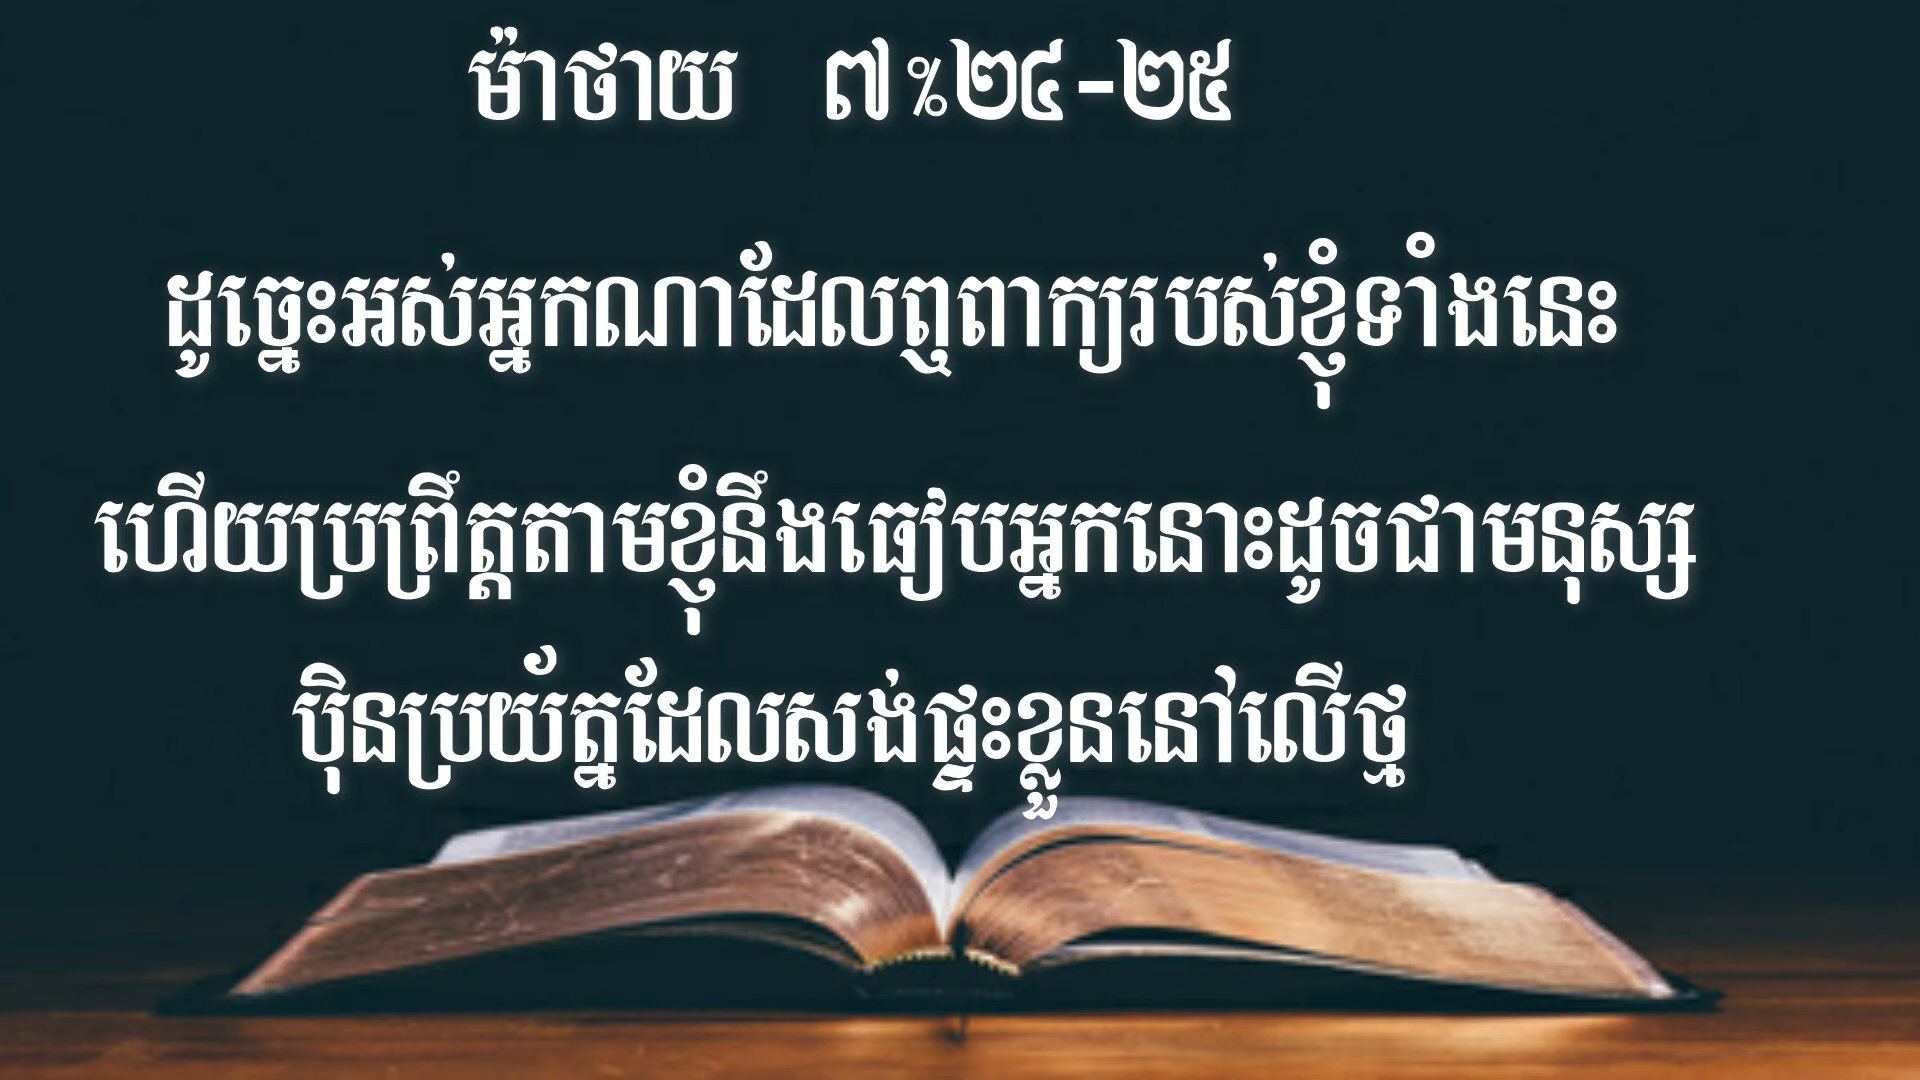 ម៉ាថាយ ៧%២៤-២៥
ដូច្នេះអស់អ្នកណាដែលឮពាក្យរបស់ខ្ញុំទាំងនេះ
ហើយប្រព្រឹត្តតាមខ្ញុំនឹងធៀបអ្នកនោះដូចជាមនុស្ស
ប៉ិនប្រយ័ត្នដែលសង់ផ្ទះខ្លួននៅលើថ្ម